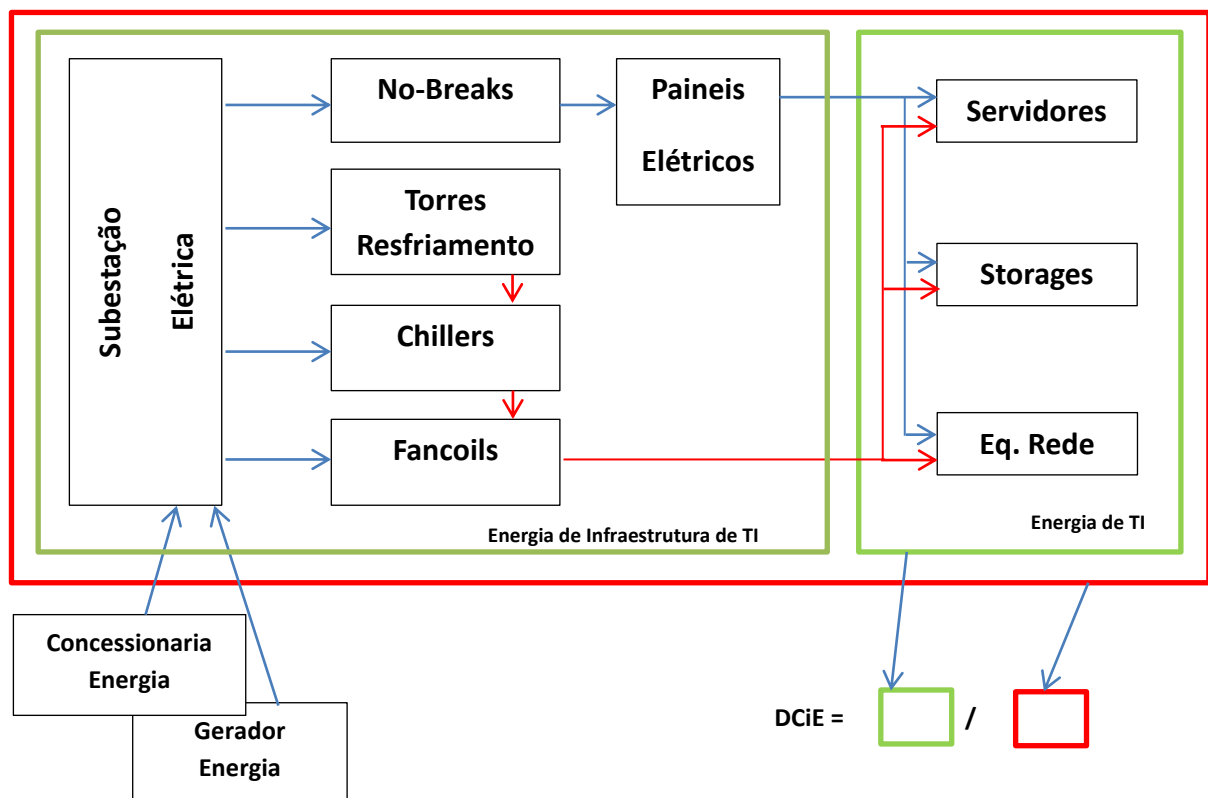 Subestação
Elétrica
No-Breaks
Paineis
Elétricos
Torres
Resfriamento
Chillers
Fancoils
Energia de Infraestrutura de TI
Servidores
Storages
Eq. Rede
Energia de TI
Concessionaria
Energia
Gerador
Energia
DCiE = /